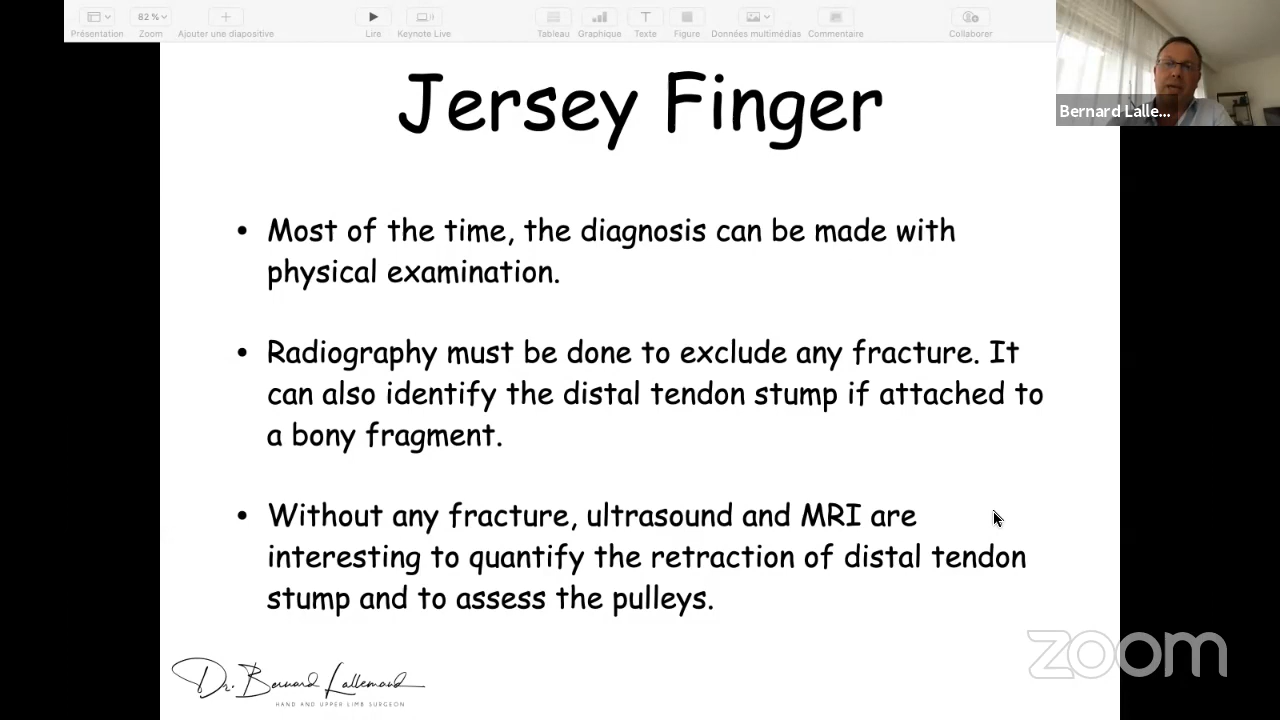 Présentation
82 %
Zoom
Ajouter une diapositive
Lire
Keynote Live
Tableau
Graphique
Texte
Figure
Données multimédias
Commentaire
Collaborer
Bernard Lalle...
Jersey Finger
• Most of the time, the diagnosis can be made with
physical examination.
• Radiography must be done to exclude any fracture. It
can also identify the distal tendon stump if attached to
a bony fragment.
• Without any fracture, ultrasound and MRI are
interesting to quantify the retraction of distal tendon
stump and to assess the pulleys.
zoom
Dr. Bernard Lallemand
HAND AND UPPER LIMB SURGEON